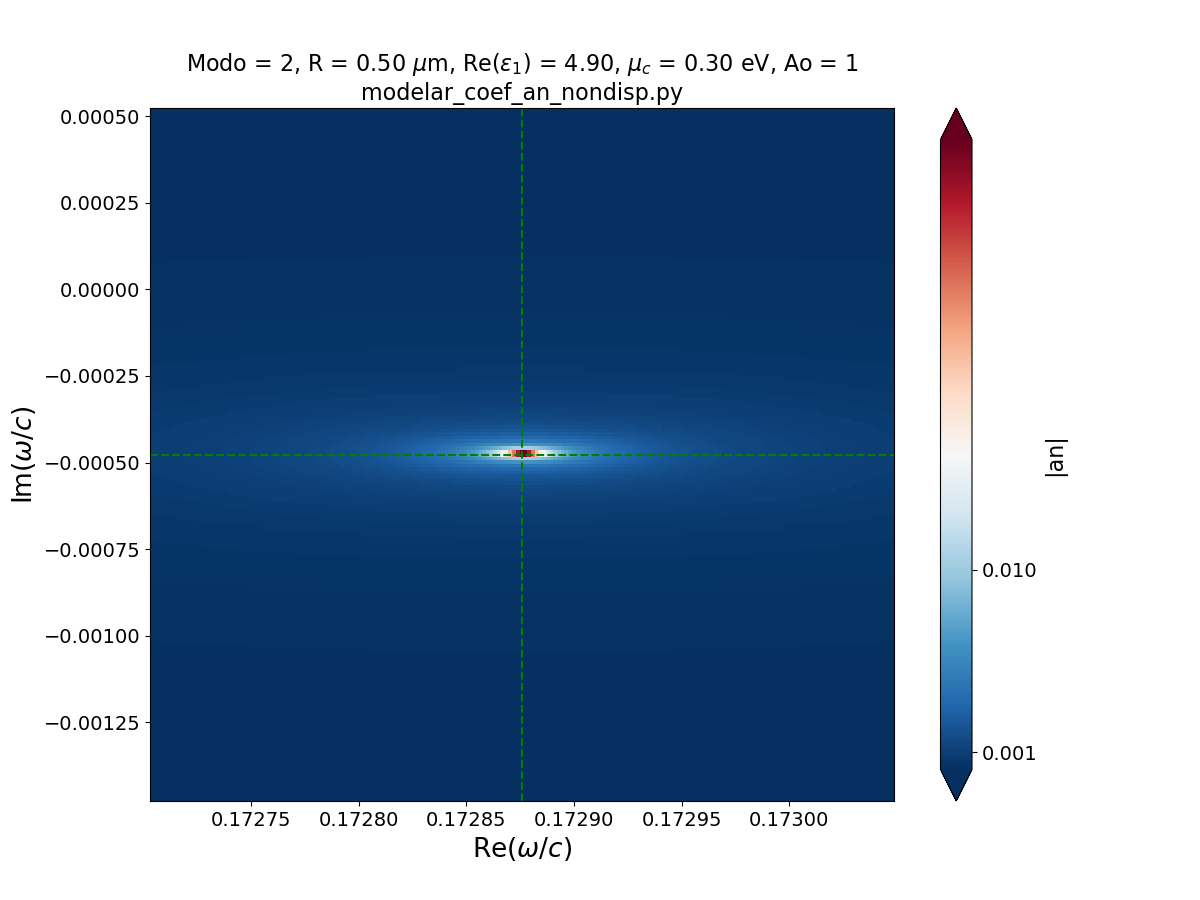 Modo = 2, R = 0.50 μm, Re(ε₁) = 4.90, μ_c = 0.30 eV, Ao = 1
modelar_coef_an_nondisp.py
0.00050
0.00025
0.00000
−0.00025
−0.00050
−0.00075
−0.00100
−0.00125
Im(ω/c)
0.17275 0.17280 0.17285 0.17290 0.17295 0.17300
Re(ω/c)
0.010
0.001
|an|